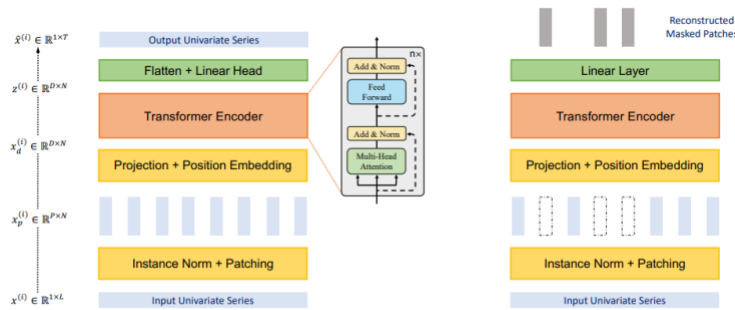 x̂⁽ⁱ⁾ ∈ ℝ^{1×T}
z⁽ⁱ⁾ ∈ ℝ^{D×N}
x_d⁽ⁱ⁾ ∈ ℝ^{D×N}
x_p⁽ⁱ⁾ ∈ ℝ^{P×N}
x⁽ⁱ⁾ ∈ ℝ^{1×L}
Output Univariate Series
Flatten + Linear Head
Transformer Encoder
Projection + Position Embedding
Instance Norm + Patching
Input Univariate Series
n×
Add & Norm
Feed
Forward
Add & Norm
Multi-Head
Attention
Reconstructed
Masked Patches
Linear Layer
Transformer Encoder
Projection + Position Embedding
Instance Norm + Patching
Input Univariate Series